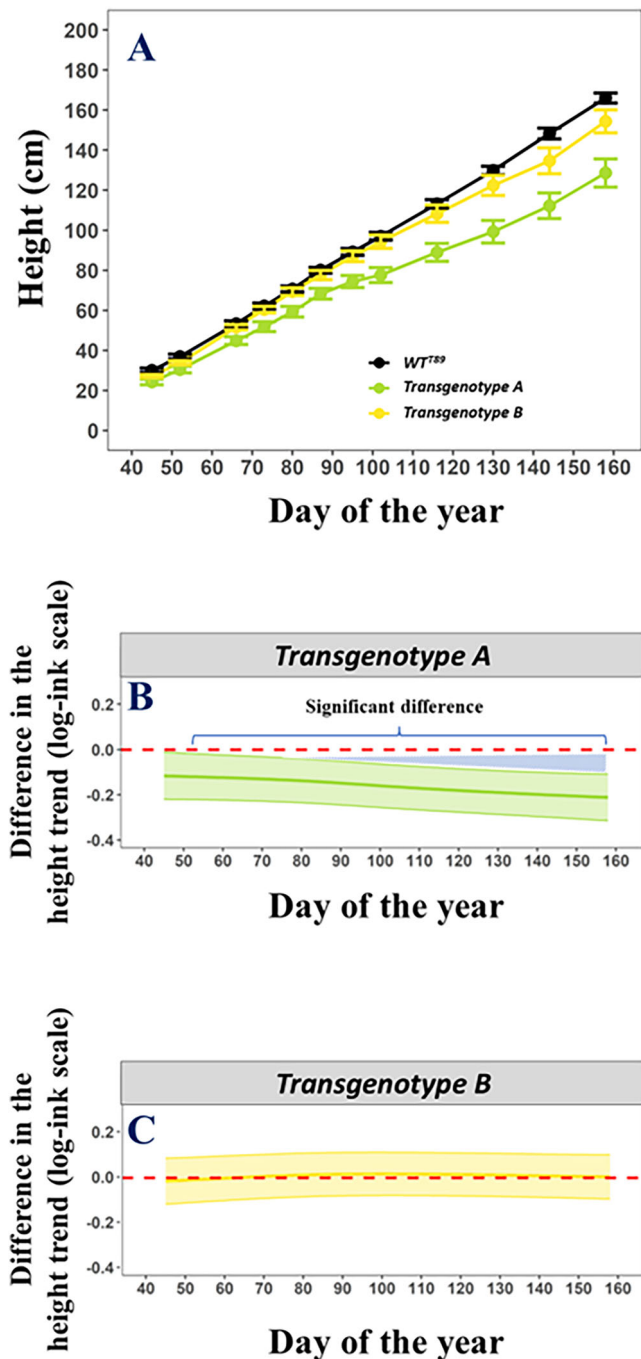 A
200
180
160
140
120
100
80
60
40
20
0
Height (cm)
WT^T89
Transgenotype A
Transgenotype B
40 50 60 70 80 90 100 110 120 130 140 150 160
Day of the year
Transgenotype A
B
Significant difference
0.2
0.0
-0.2
-0.4
Difference in the
height trend (log-ink scale)
40 50 60 70 80 90 100 110 120 130 140 150 160
Day of the year
Transgenotype B
C
0.2
0.0
-0.2
-0.4
Difference in the
height trend (log-ink scale)
40 50 60 70 80 90 100 110 120 130 140 150 160
Day of the year